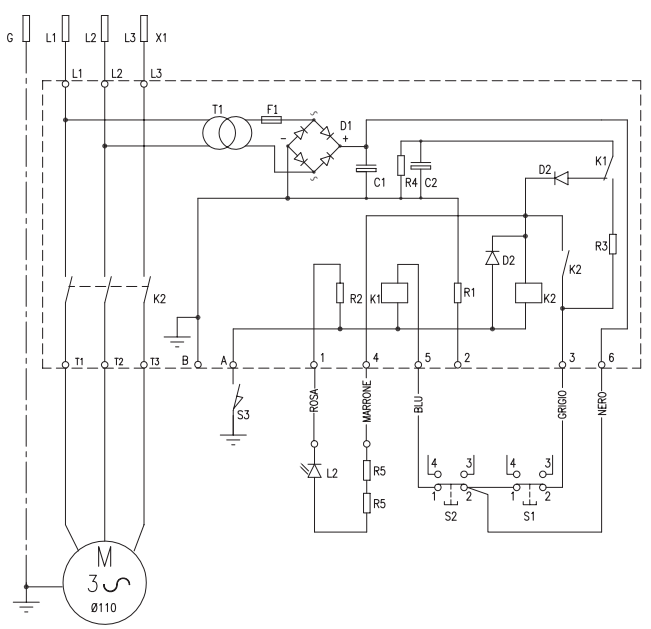 G L1 L2 L3 X1
L1 L2 L3
T1 F1 D1
- +
C1 R4 C2 D2 K1
R3
D2 K2 K2
K2 R2 K1 R1
T1 T2 T3 B A 1 4 5 2 3 6
S3 ROSA MARRONE BLU GRIGIO NERO
L2 R5
R5
4 3 4 3
1 2 1 2
S2 S1
M
3
Ø110